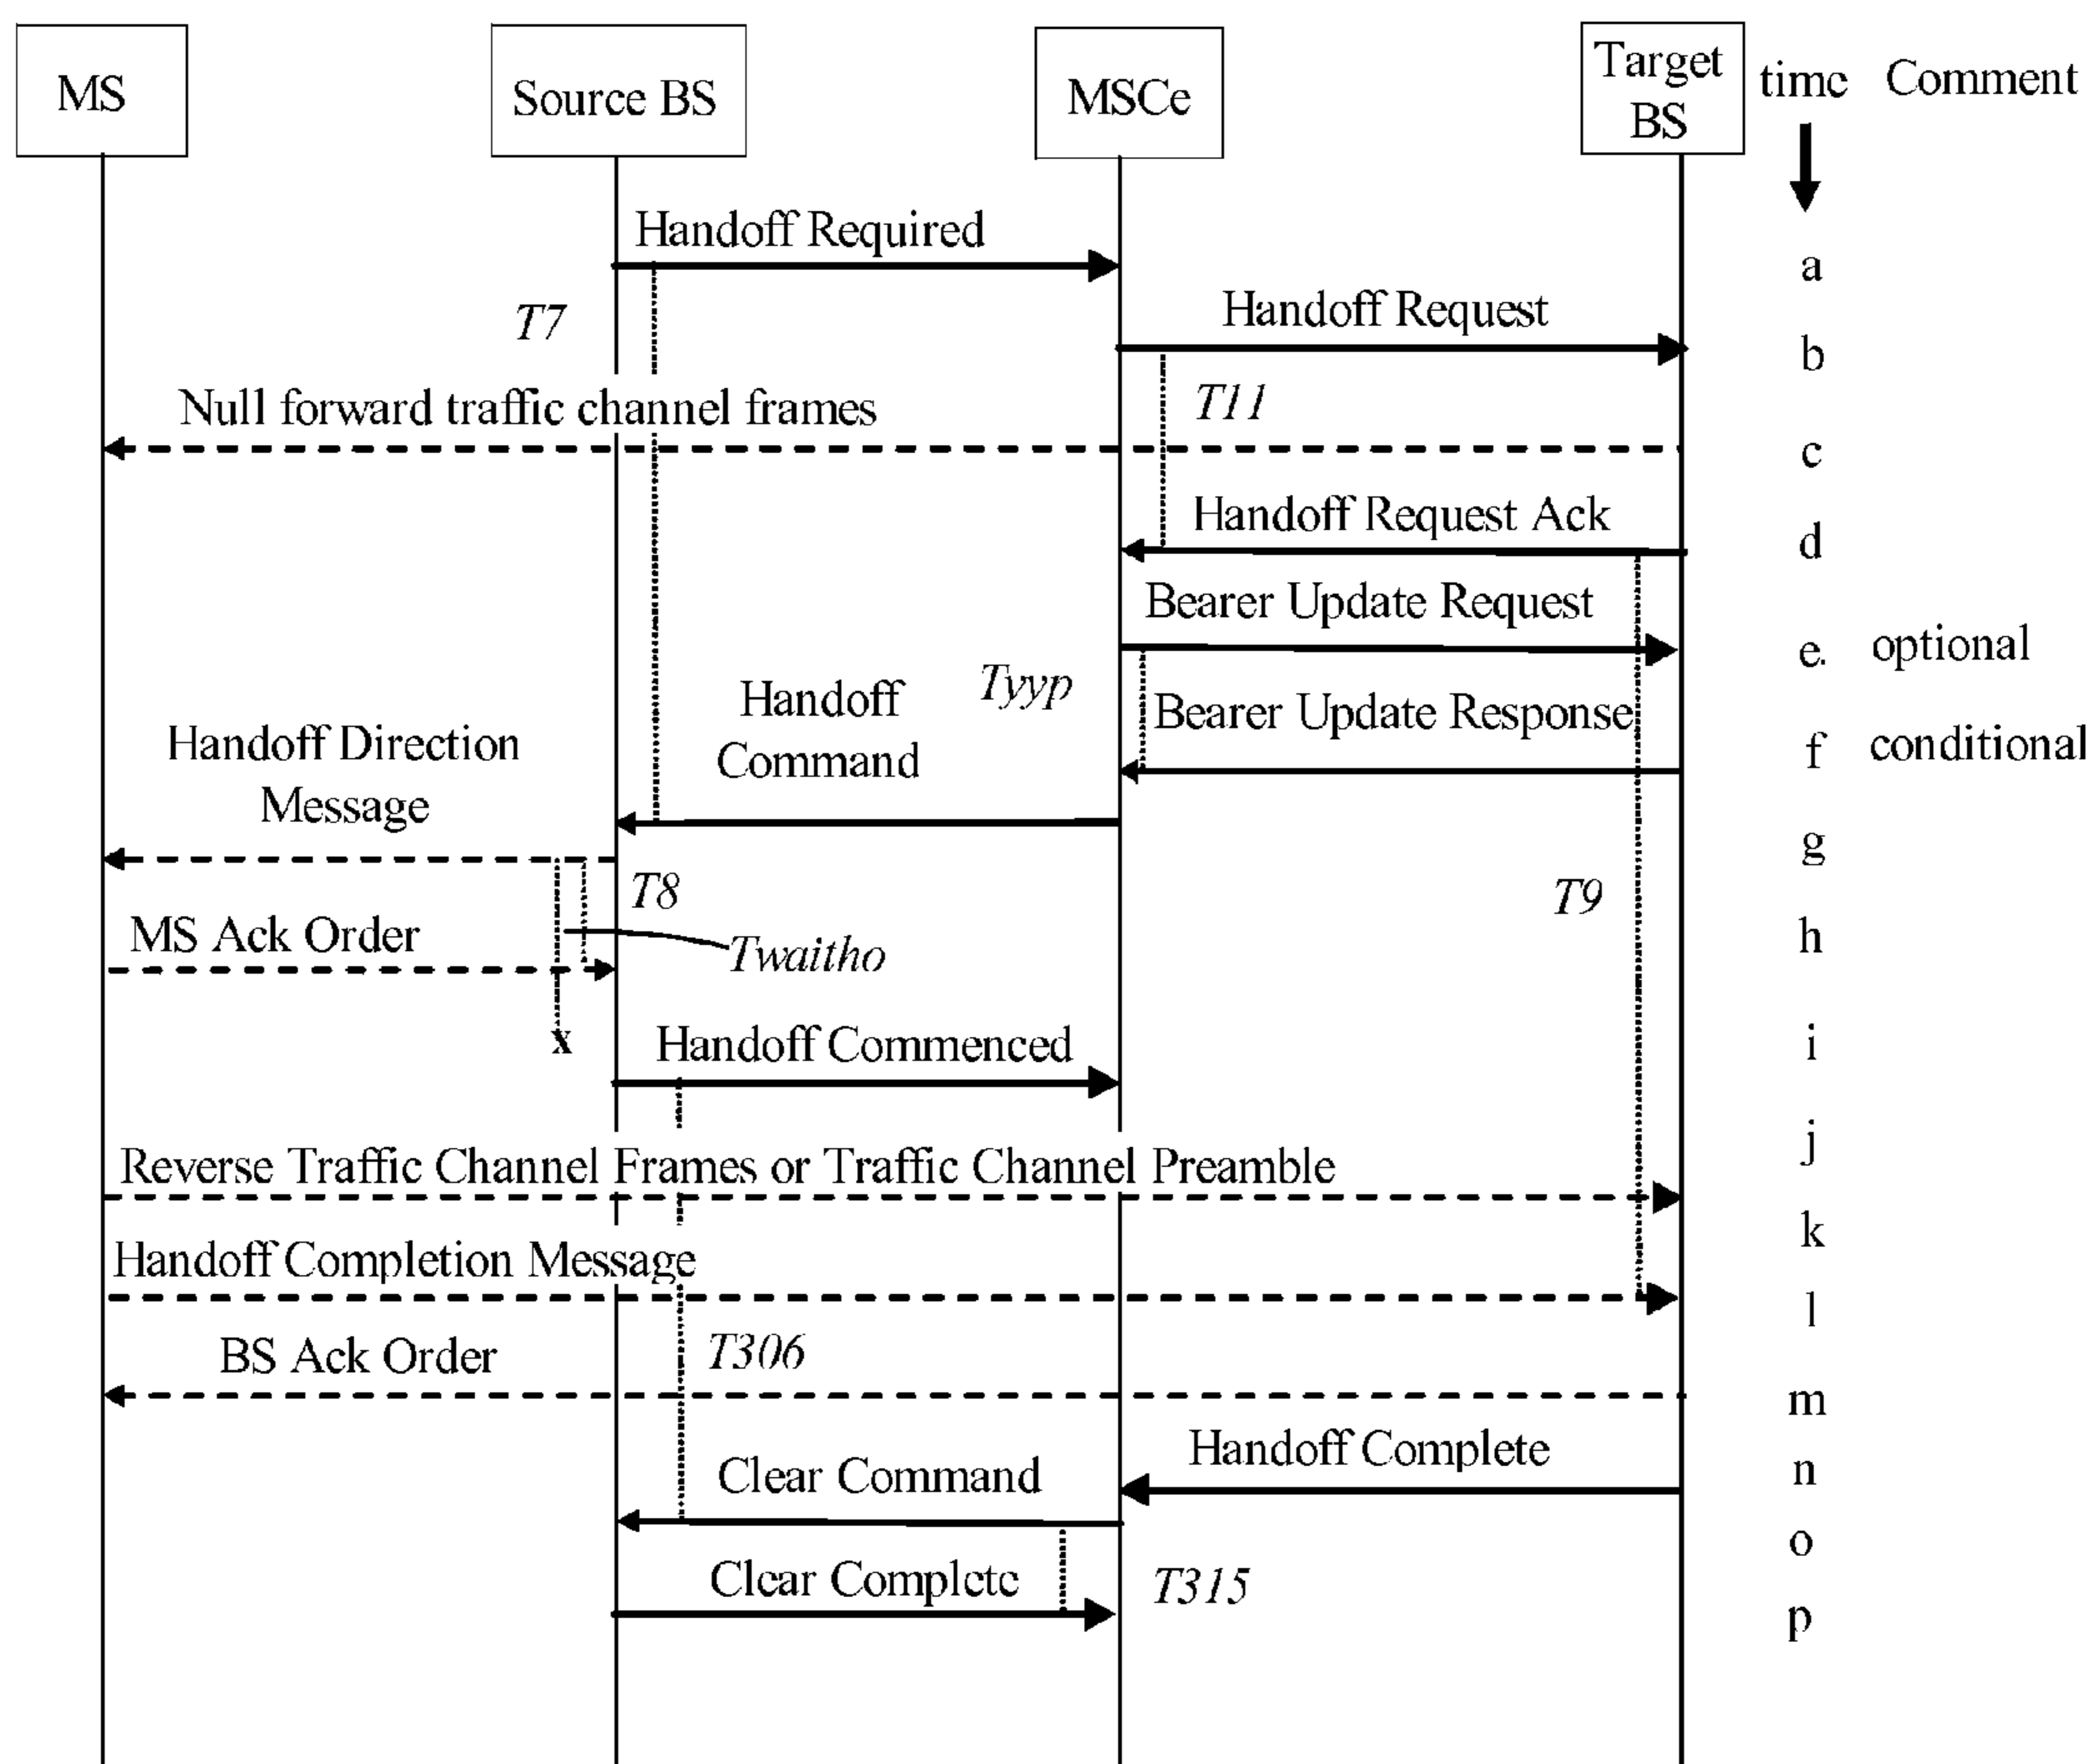 MS
Source BS
MSCe
Target
BS
time
Comment
Handoff Required
a
T7
Handoff Request
b
Null forward traffic channel frames
T11
c
Handoff Request Ack
d
Bearer Update Request
e.
optional
Tyyp
Handoff
Command
Bearer Update Response
f
conditional
Handoff Direction
Message
g
T8
T9
MS Ack Order
Twaitho
h
x
Handoff Commenced
i
j
Reverse Traffic Channel Frames or Traffic Channel Preamble
k
Handoff Completion Message
l
BS Ack Order
T306
m
Handoff Complete
n
Clear Command
o
Clear Complete
T315
p